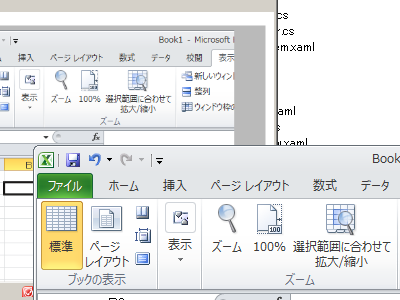 .cs
r.cs
em.xaml
Book1 - Microsoft
挿入 ページ レイアウト 数式 データ 校閲 表示
表示
ズーム 100% 選択範囲に合わせて
拡大/縮小
新しいウィン
整列
ウィンドウ枠の
ズーム
fx
aml
s
.xaml
Book
ファイル ホーム 挿入 ページ レイアウト 数式 データ
標準 ページ
レイアウト
表示
ズーム 100% 選択範囲に合わせて
拡大/縮小
ブックの表示 ズーム